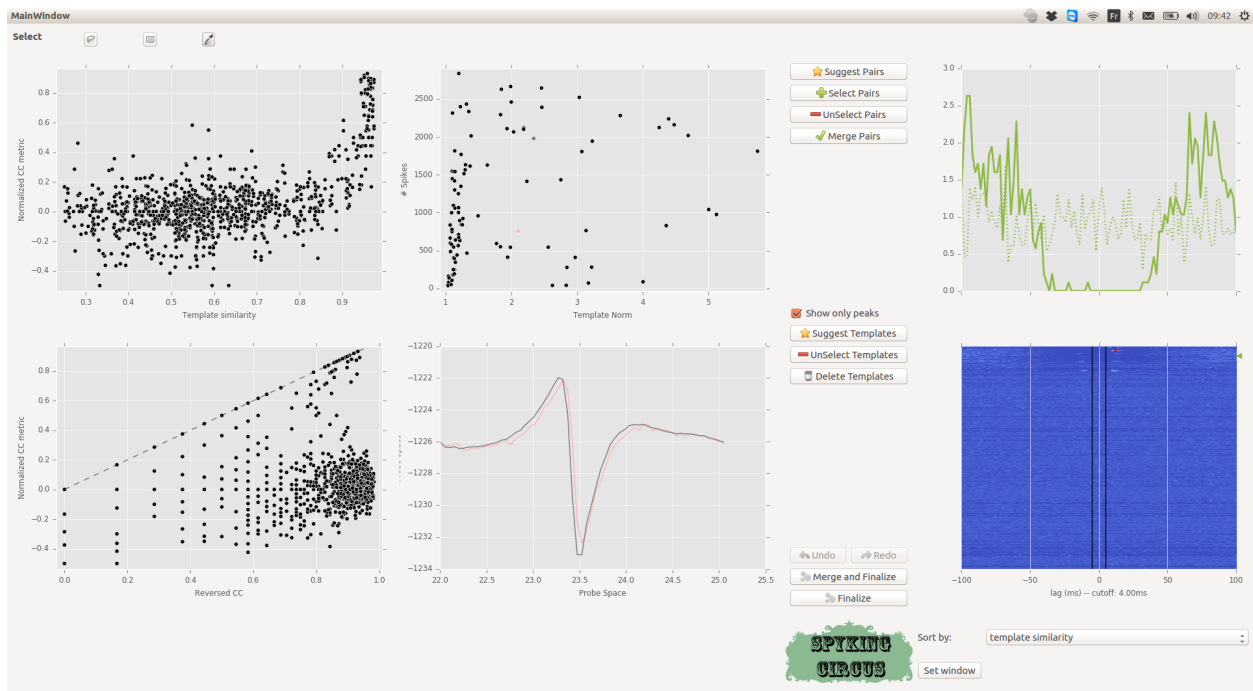 MainWindow
Fr
09:42
Select
Normalized CC metric
0.8
0.6
0.4
0.2
0.0
−0.2
−0.4
0.3 0.4 0.5 0.6 0.7 0.8 0.9
Template similarity
# Spikes
2500
2000
1500
1000
500
0
1 2 3 4 5
Template Norm
Suggest Pairs
Select Pairs
UnSelect Pairs
Merge Pairs
3.0
2.5
2.0
1.5
1.0
0.5
0.0
Normalized CC metric
0.8
0.6
0.4
0.2
0.0
−0.2
−0.4
0.0 0.2 0.4 0.6 0.8 1.0
Reversed CC
−1220
−1222
−1224
−1226
−1228
−1230
−1232
−1234
22.0 22.5 23.0 23.5 24.0 24.5 25.0 25.5
Probe Space
Show only peaks
Suggest Templates
UnSelect Templates
Delete Templates
Undo Redo
Merge and Finalize
Finalize
−100 −50 0 50 100
lag (ms) -- cutoff: 4.00ms
SPYKING
CIRCUS
Sort by: template similarity
Set window